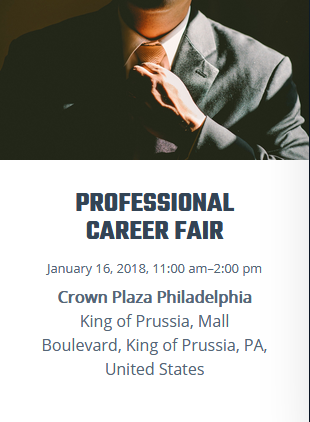 PROFESSIONAL
CAREER FAIR
January 16, 2018, 11:00 am–2:00 pm
Crown Plaza Philadelphia
King of Prussia, Mall
Boulevard, King of Prussia, PA,
United States